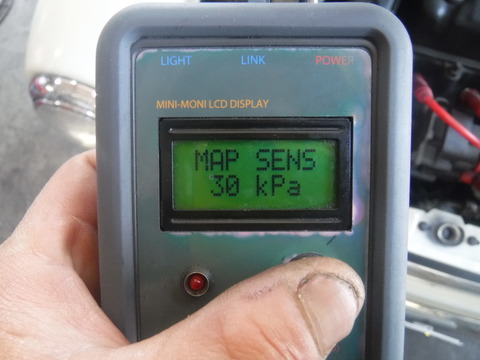 LIGHT LINK POWER
MINI-MONI LCD DISPLAY
MAP SENS
30 kPa